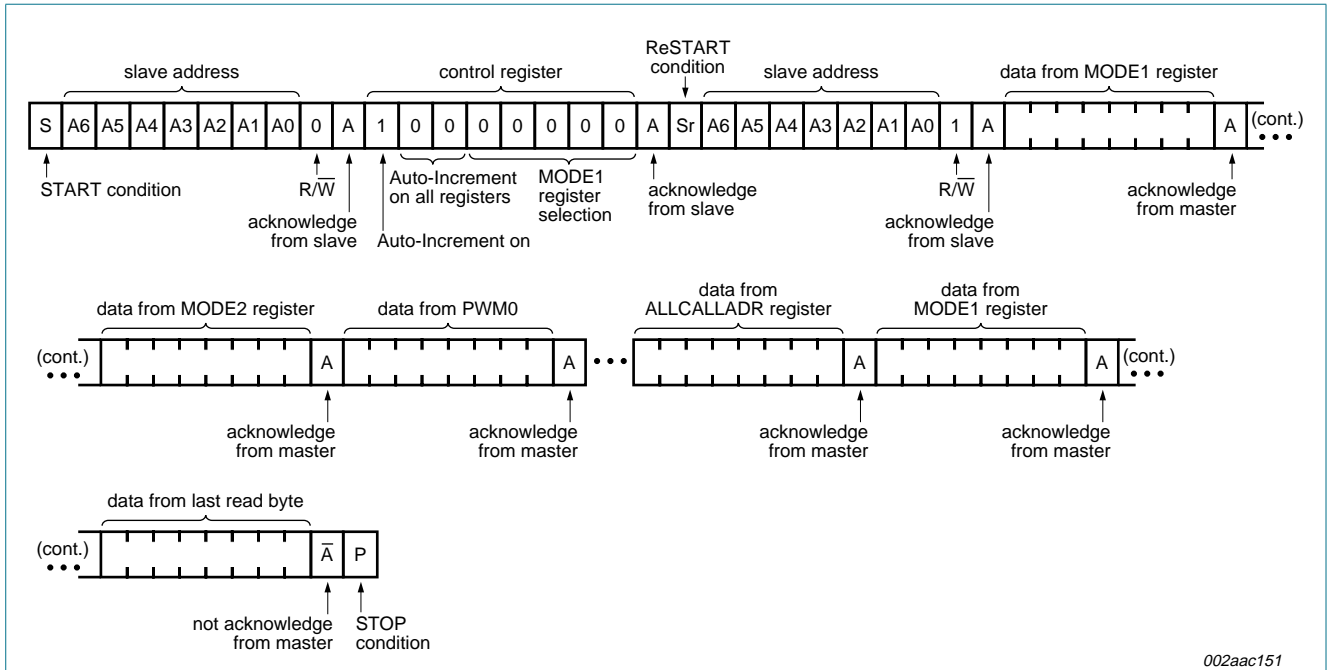 ReSTART
condition
slave address
control register
slave address
data from MODE1 register
S A6 A5 A4 A3 A2 A1 A0 0 A 1 0 0 0 0 0 0 0 A Sr A6 A5 A4 A3 A2 A1 A0 1 A A (cont.)
START condition
R/W̅
acknowledge
from slave
Auto-Increment
on all registers
Auto-Increment on
MODE1
register
selection
acknowledge
from slave
R/W̅
acknowledge
from slave
acknowledge
from master
data from MODE2 register
data from PWM0
data from
ALLCALLADR register
data from
MODE1 register
(cont.) A A A A (cont.)
acknowledge
from master
acknowledge
from master
acknowledge
from master
acknowledge
from master
data from last read byte
(cont.) A̅ P
not acknowledge
from master
STOP
condition
002aac151